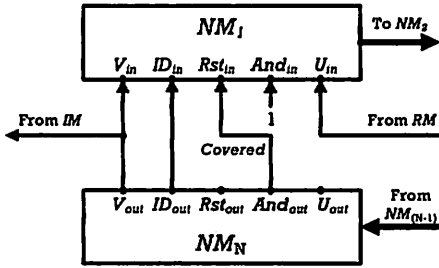 NM1
To NM2
Vin IDin Rstin Andin Uin
1
From IM
From RM
Covered
Vout IDout Rstout Andout Uout
From
NM(N-1)
NMN